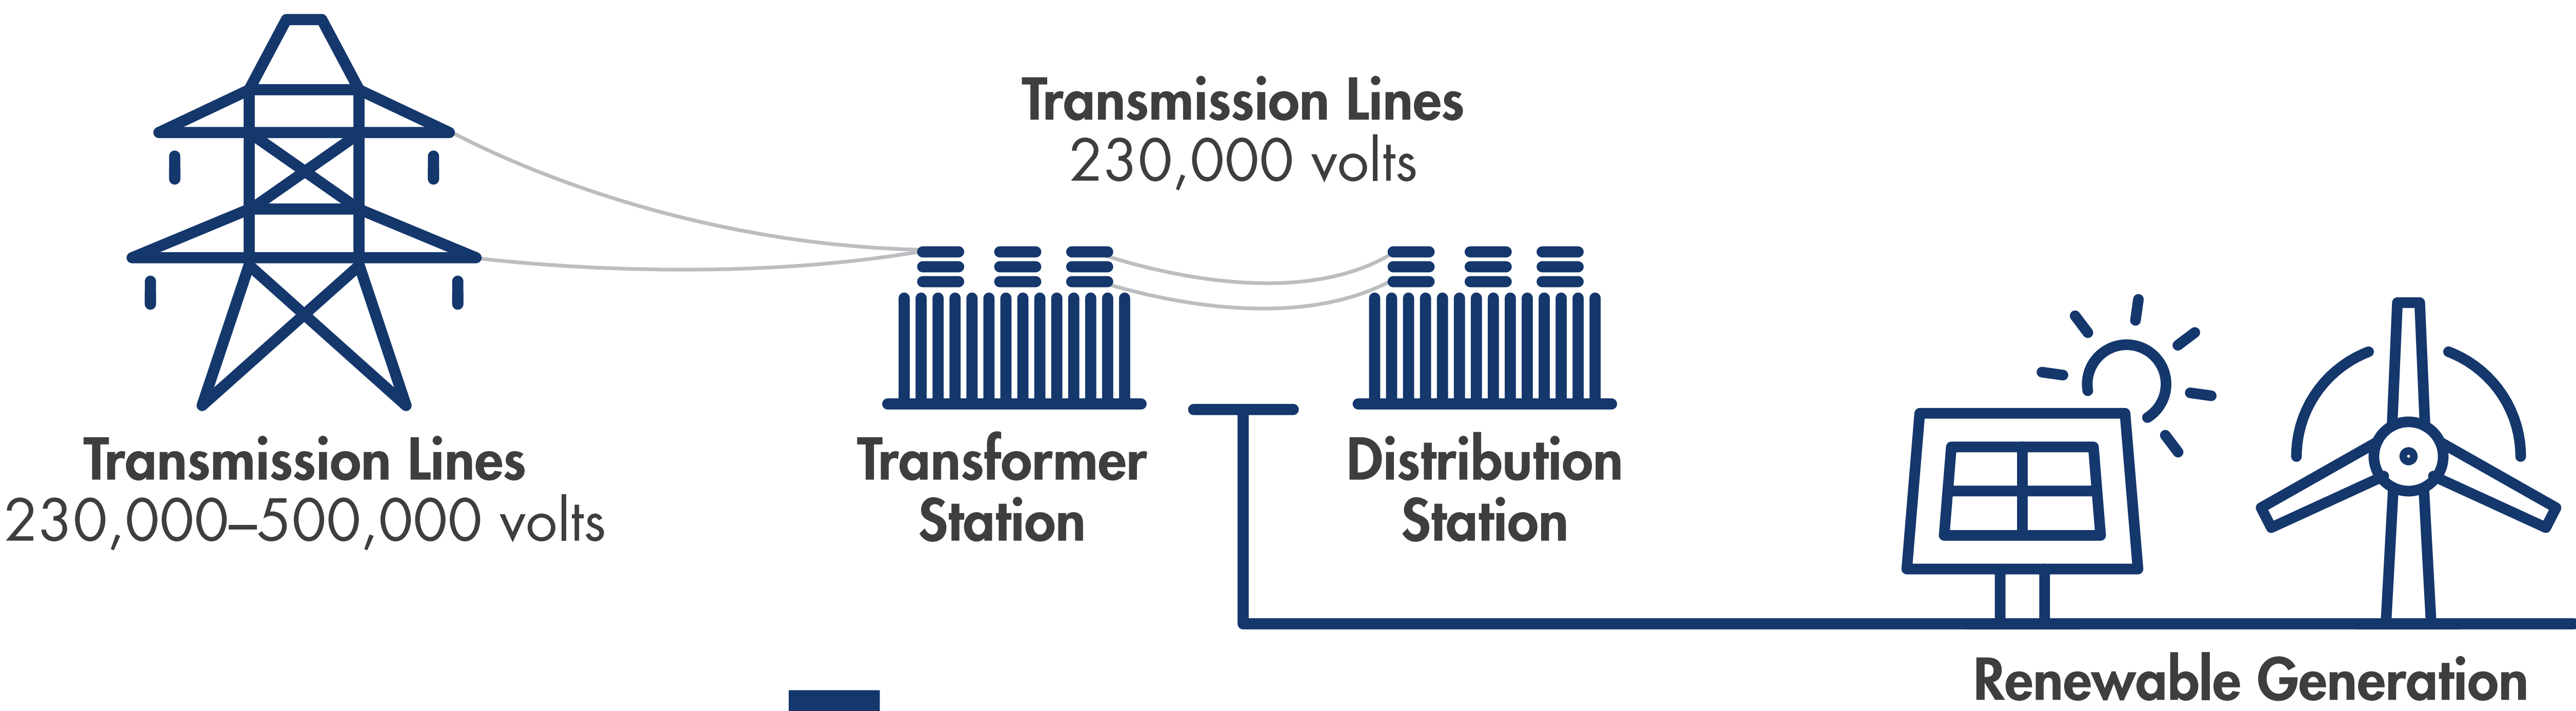 Transmission Lines
230,000 volts
Transmission Lines
230,000–500,000 volts
Transformer
Station
Distribution
Station
Renewable Generation